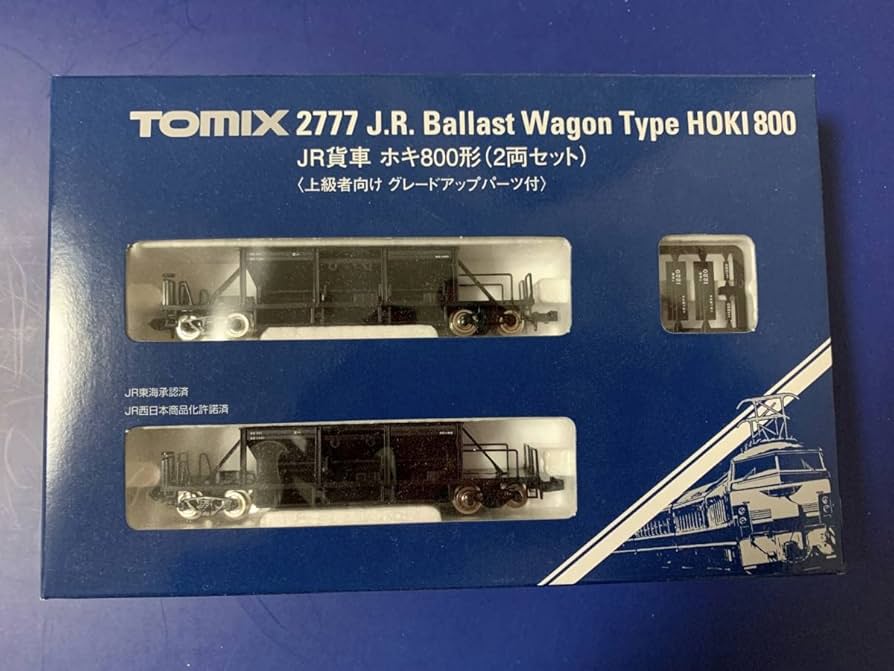 TOMIX 2777 J.R. Ballast Wagon Type HOKI 800
JR貨車 ホキ800形(2両セット)
〈上級者向け グレードアップパーツ付〉
JR東海承認済
JR西日本商品化許諾済